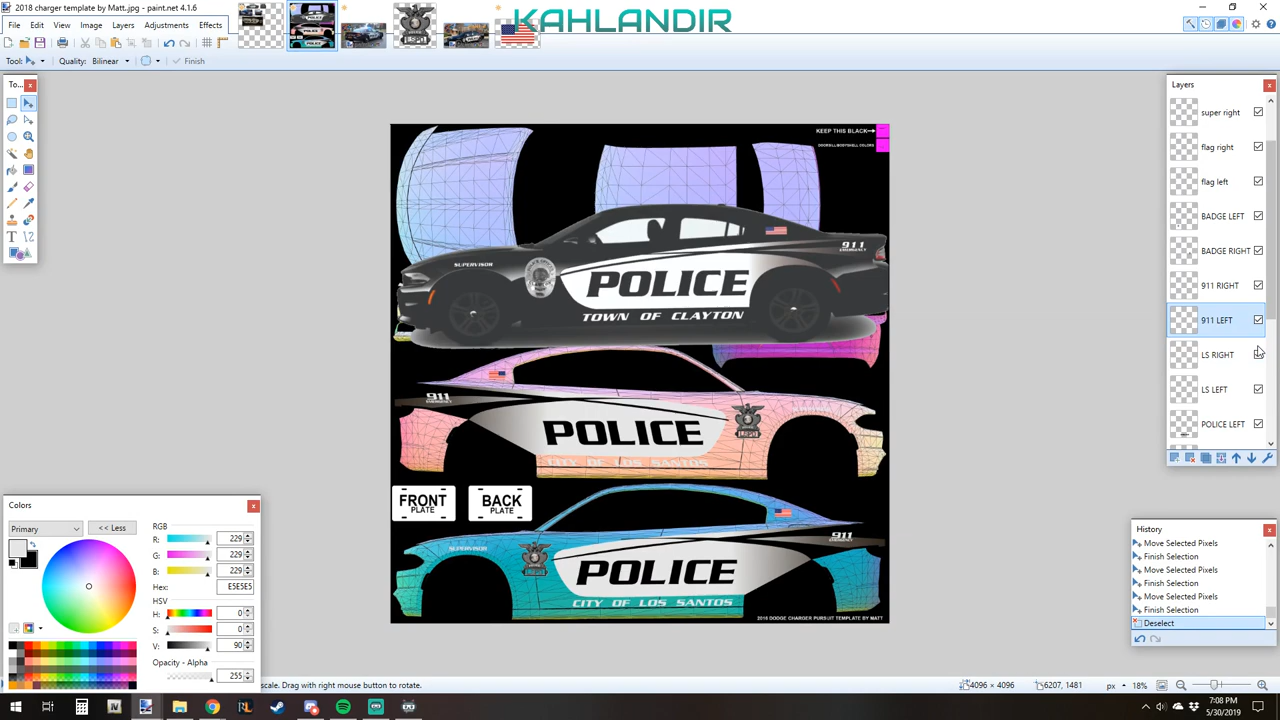 2018 charger template by Matt.jpg - paint.net 4.1.6
KAHLANDIR
File Edit View Image Layers Adjustments Effects
Tool: Quality: Bilinear Finish
To...
Layers
super right
flag right
flag left
BADGE LEFT
BADGE RIGHT
911 RIGHT
911 LEFT
LS RIGHT
LS LEFT
POLICE LEFT
KEEP THIS BLACK
SUPERVISOR
911
EMERGENCY
POLICE
TOWN OF CLAYTON
911
EMERGENCY
POLICE
CITY OF LOS SANTOS
FRONT PLATE
BACK PLATE
SUPERVISOR
911
EMERGENCY
POLICE
CITY OF LOS SANTOS
2016 DODGE CHARGER PURSUIT TEMPLATE BY MATT
Colors
Primary
<< Less
RGB
R: 229
G: 229
B: 229
Hex: E5E5E5
HSV
H: 0
S: 0
V: 90
Opacity - Alpha
255
History
Move Selected Pixels
Finish Selection
Move Selected Pixels
Finish Selection
Move Selected Pixels
Finish Selection
Deselect
scale. Drag with right mouse button to rotate.
4096 × 4096
6207, 1481
px
18%
7:08 PM
5/30/2019